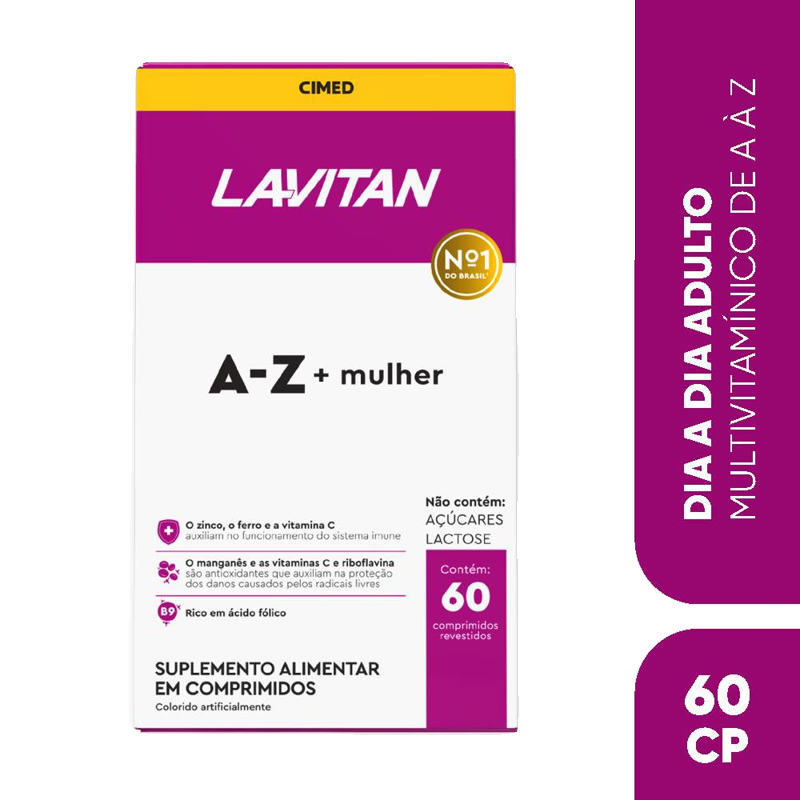 CIMED
LAVITAN
Nº1
DO BRASIL
A-Z + mulher
Não contém:
AÇÚCARES
LACTOSE
O zinco, o ferro e a vitamina C
auxiliam no funcionamento do sistema imune
O manganês e as vitaminas C e riboflavina
são antioxidantes que auxiliam na proteção
dos danos causados pelos radicais livres
B9
Rico em ácido fólico
Contém:
60
comprimidos
revestidos
SUPLEMENTO ALIMENTAR
EM COMPRIMIDOS
Colorido artificialmente
DIA A DIA ADULTO
MULTIVITAMÍNICO DE A À Z
60
CP